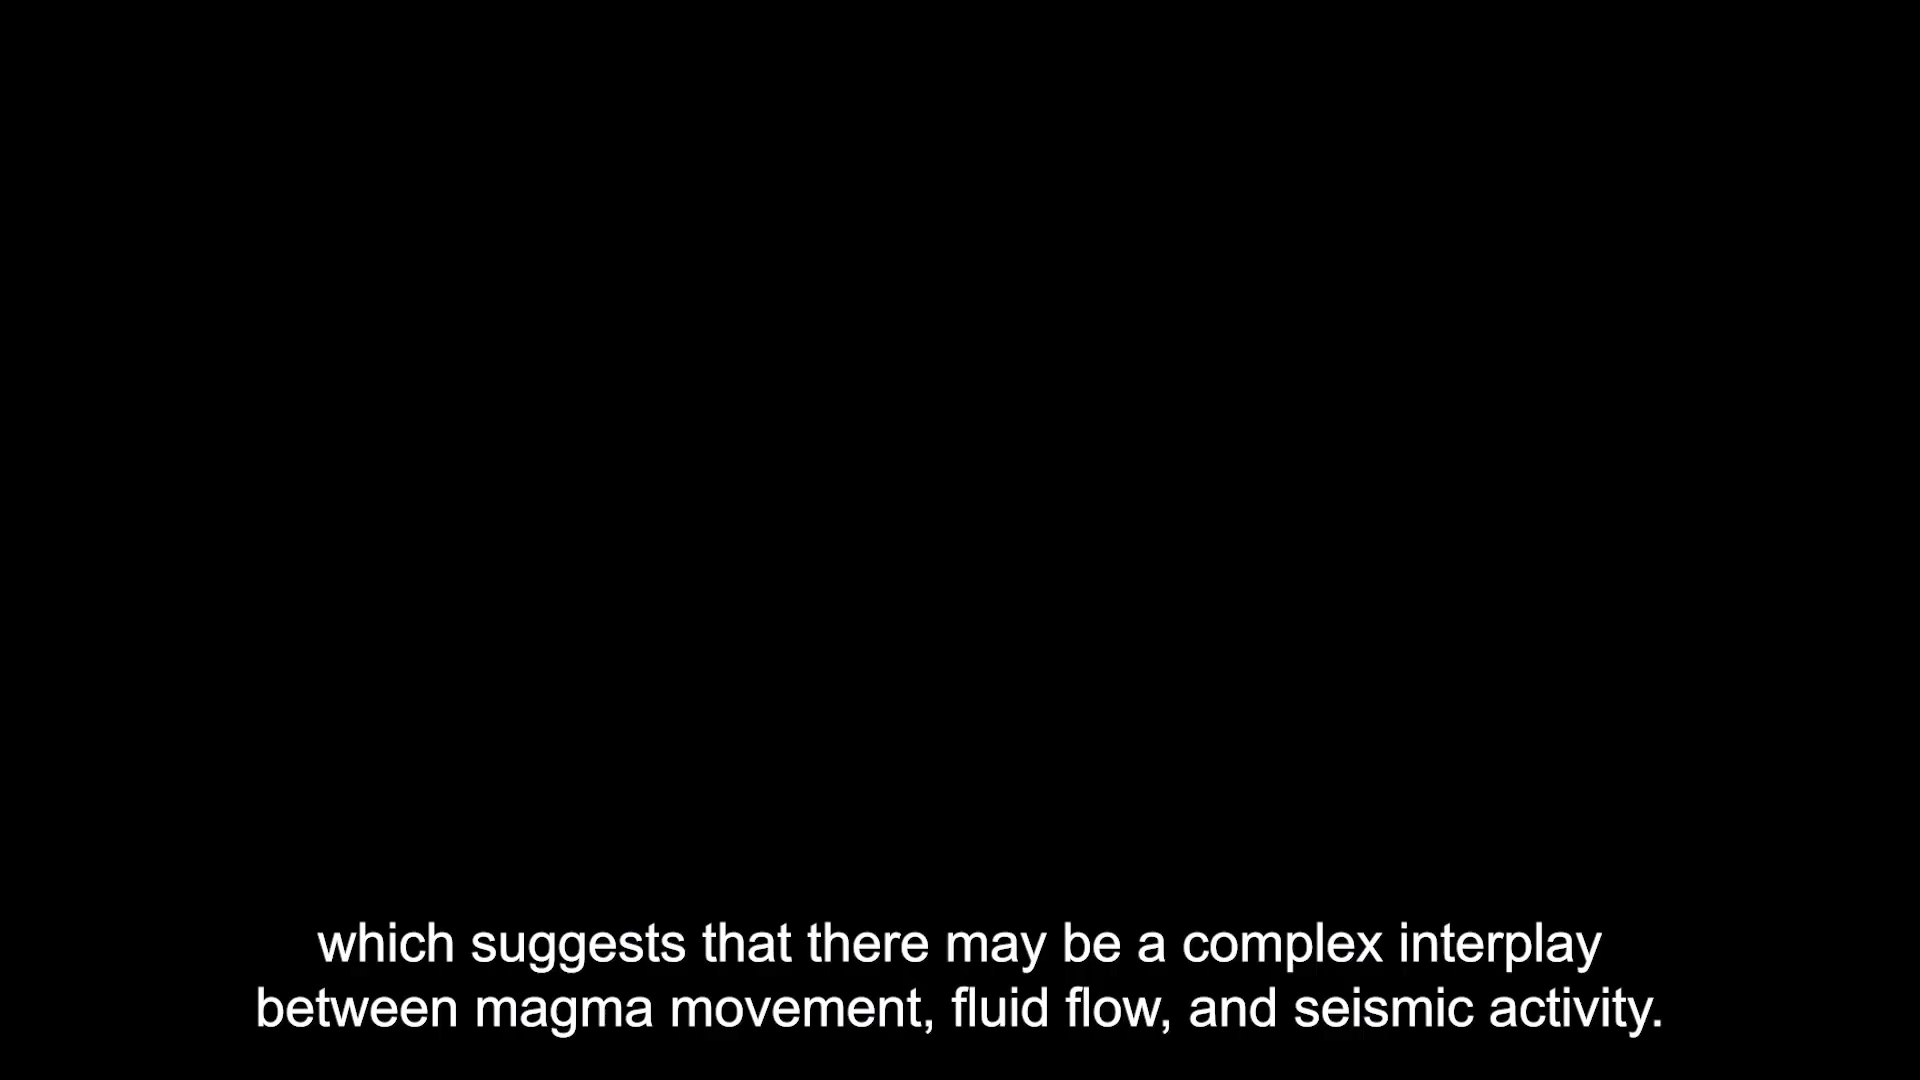 which suggests that there may be a complex interplay
between magma movement, fluid flow, and seismic activity.